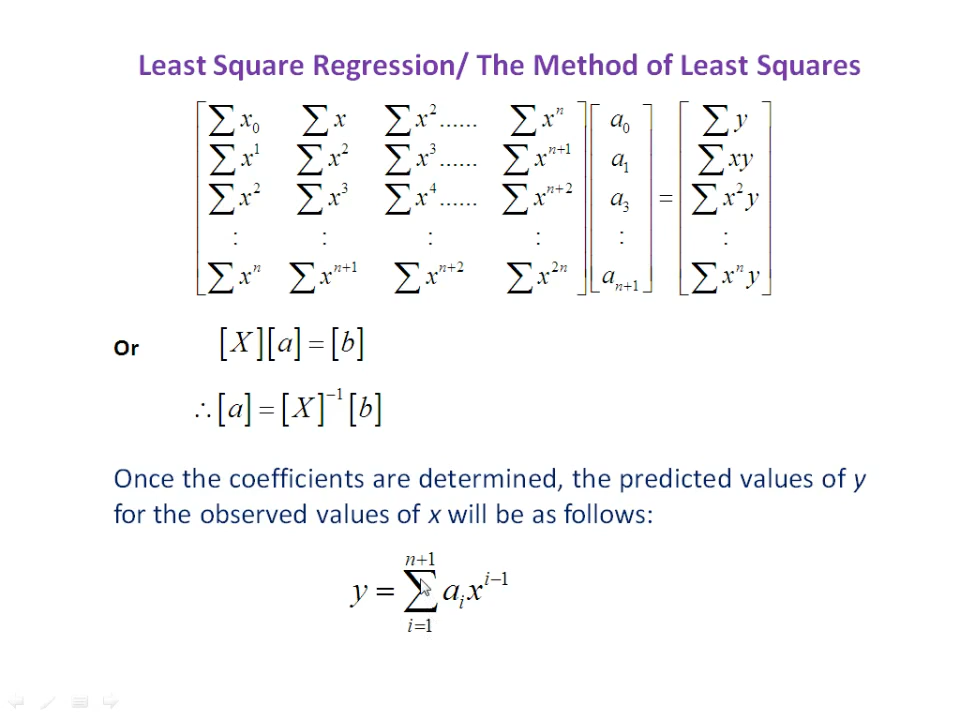 Least Square Regression/ The Method of Least Squares
[∑x₀ ∑x ∑x²...... ∑xⁿ] [a₀] [∑y]
[∑x¹ ∑x² ∑x³...... ∑xⁿ⁺¹] [a₁] [∑xy]
[∑x² ∑x³ ∑x⁴...... ∑xⁿ⁺²] [a₃] = [∑x²y]
[: : : :] [:] [:]
[∑xⁿ ∑xⁿ⁺¹ ∑xⁿ⁺² ∑x²ⁿ] [aₙ₊₁] [∑xⁿy]
Or [X][a]=[b]
∴[a]=[X]⁻¹[b]
Once the coefficients are determined, the predicted values of y
for the observed values of x will be as follows:
n+1
y = ∑ aᵢxⁱ⁻¹
i=1